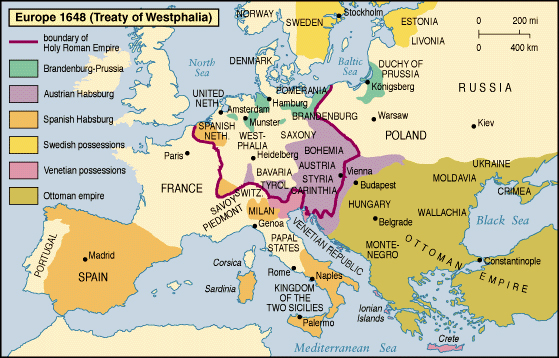 Europe 1648 (Treaty of Westphalia)
boundary of
Holy Roman Empire
Brandenburg-Prussia
Austrian Habsburg
Spanish Habsburg
Swedish possessions
Venetian possessions
Ottoman empire
NORWAY
SWEDEN
Stockholm
ESTONIA
LIVONIA
0 200 mi
0 400 km
North
Sea
DENMARK
Baltic
Sea
DUCHY OF
PRUSSIA
Königsberg
RUSSIA
UNITED
NETH.
Amsterdam
Munster
POMERANIA
Hamburg
BRANDENBURG
Warsaw
POLAND
Kiev
SPANISH
NETH.
WEST-
PHALIA
SAXONY
Paris
Heidelberg
BOHEMIA
FRANCE
BAVARIA
AUSTRIA
Vienna
TYROL
STYRIA
CARINTHIA
SWITZ.
Budapest
HUNGARY
UKRAINE
MOLDAVIA
CRIMEA
SAVOY
PIEDMONT
MILAN
Genoa
VENETIAN REPUBLIC
Belgrade
WALLACHIA
Black Sea
PORTUGAL
Madrid
SPAIN
Corsica
Sardinia
PAPAL
STATES
Rome
Naples
KINGDOM
OF THE
TWO SICILIES
Palermo
MONTE-
NEGRO
OTTOMAN EMPIRE
Constantinople
Ionian
Islands
Crete
Mediterranean Sea